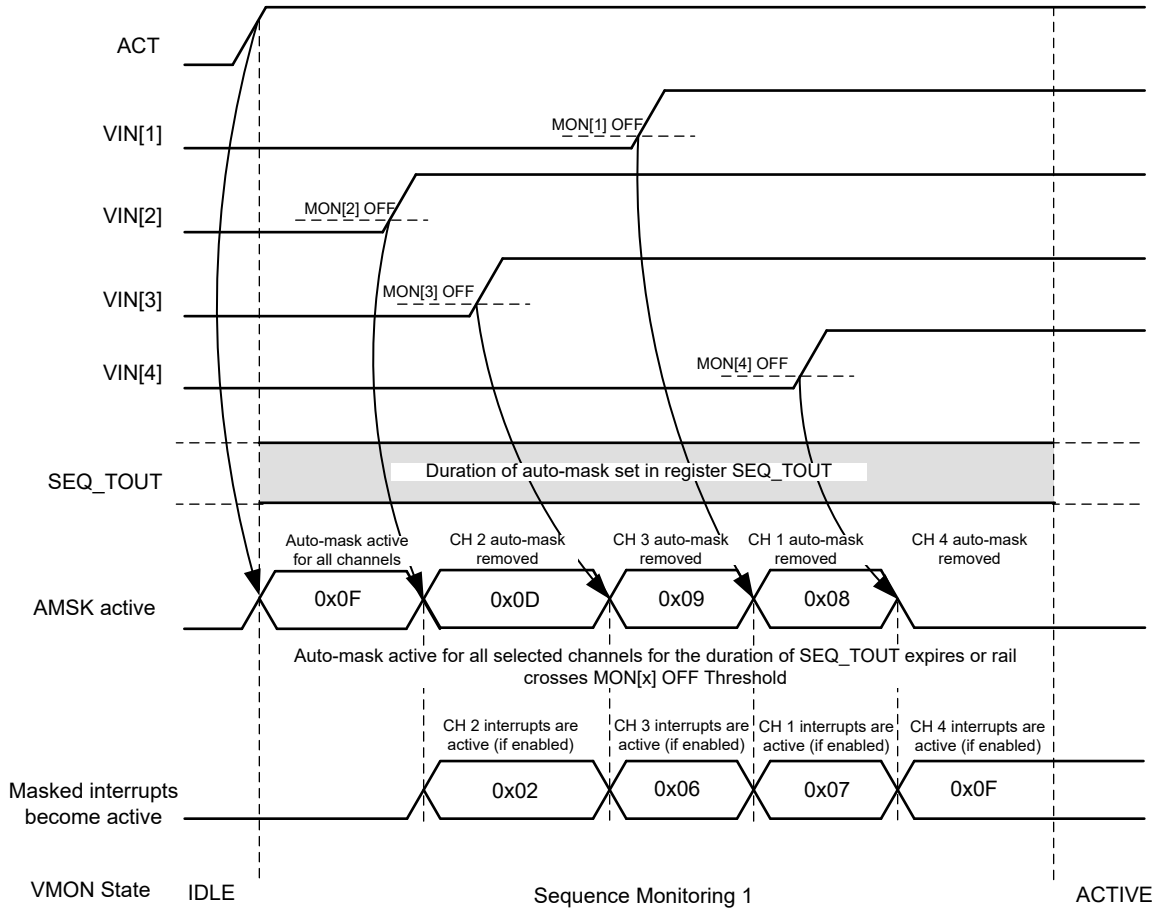 ACT
VIN[1]
MON[1] OFF
VIN[2]
MON[2] OFF
VIN[3]
MON[3] OFF
VIN[4]
MON[4] OFF
SEQ_TOUT
Duration of auto-mask set in register SEQ_TOUT
Auto-mask active
for all channels
CH 2 auto-mask
removed
CH 3 auto-mask
removed
CH 1 auto-mask
removed
CH 4 auto-mask
removed
AMSK active
0x0F
0x0D
0x09
0x08
Auto-mask active for all selected channels for the duration of SEQ_TOUT expires or rail
crosses MON[x] OFF Threshold
CH 2 interrupts are
active (if enabled)
CH 3 interrupts are
active (if enabled)
CH 1 interrupts are
active (if enabled)
CH 4 interrupts are
active (if enabled)
Masked interrupts
become active
0x02
0x06
0x07
0x0F
VMON State
IDLE
Sequence Monitoring 1
ACTIVE